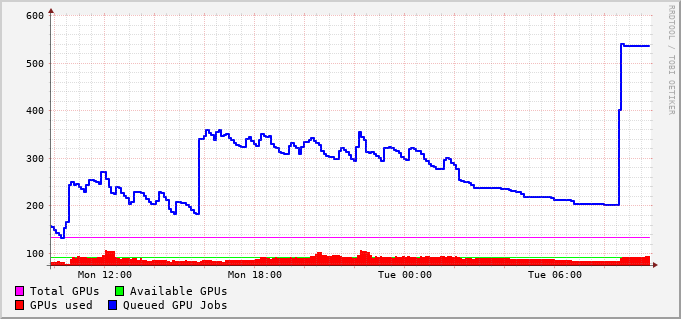 600
500
400
300
200
100
Mon 12:00 Mon 18:00 Tue 00:00 Tue 06:00
RRDTOOL / TOBI OETIKER
Total GPUs Available GPUs
GPUs used Queued GPU Jobs